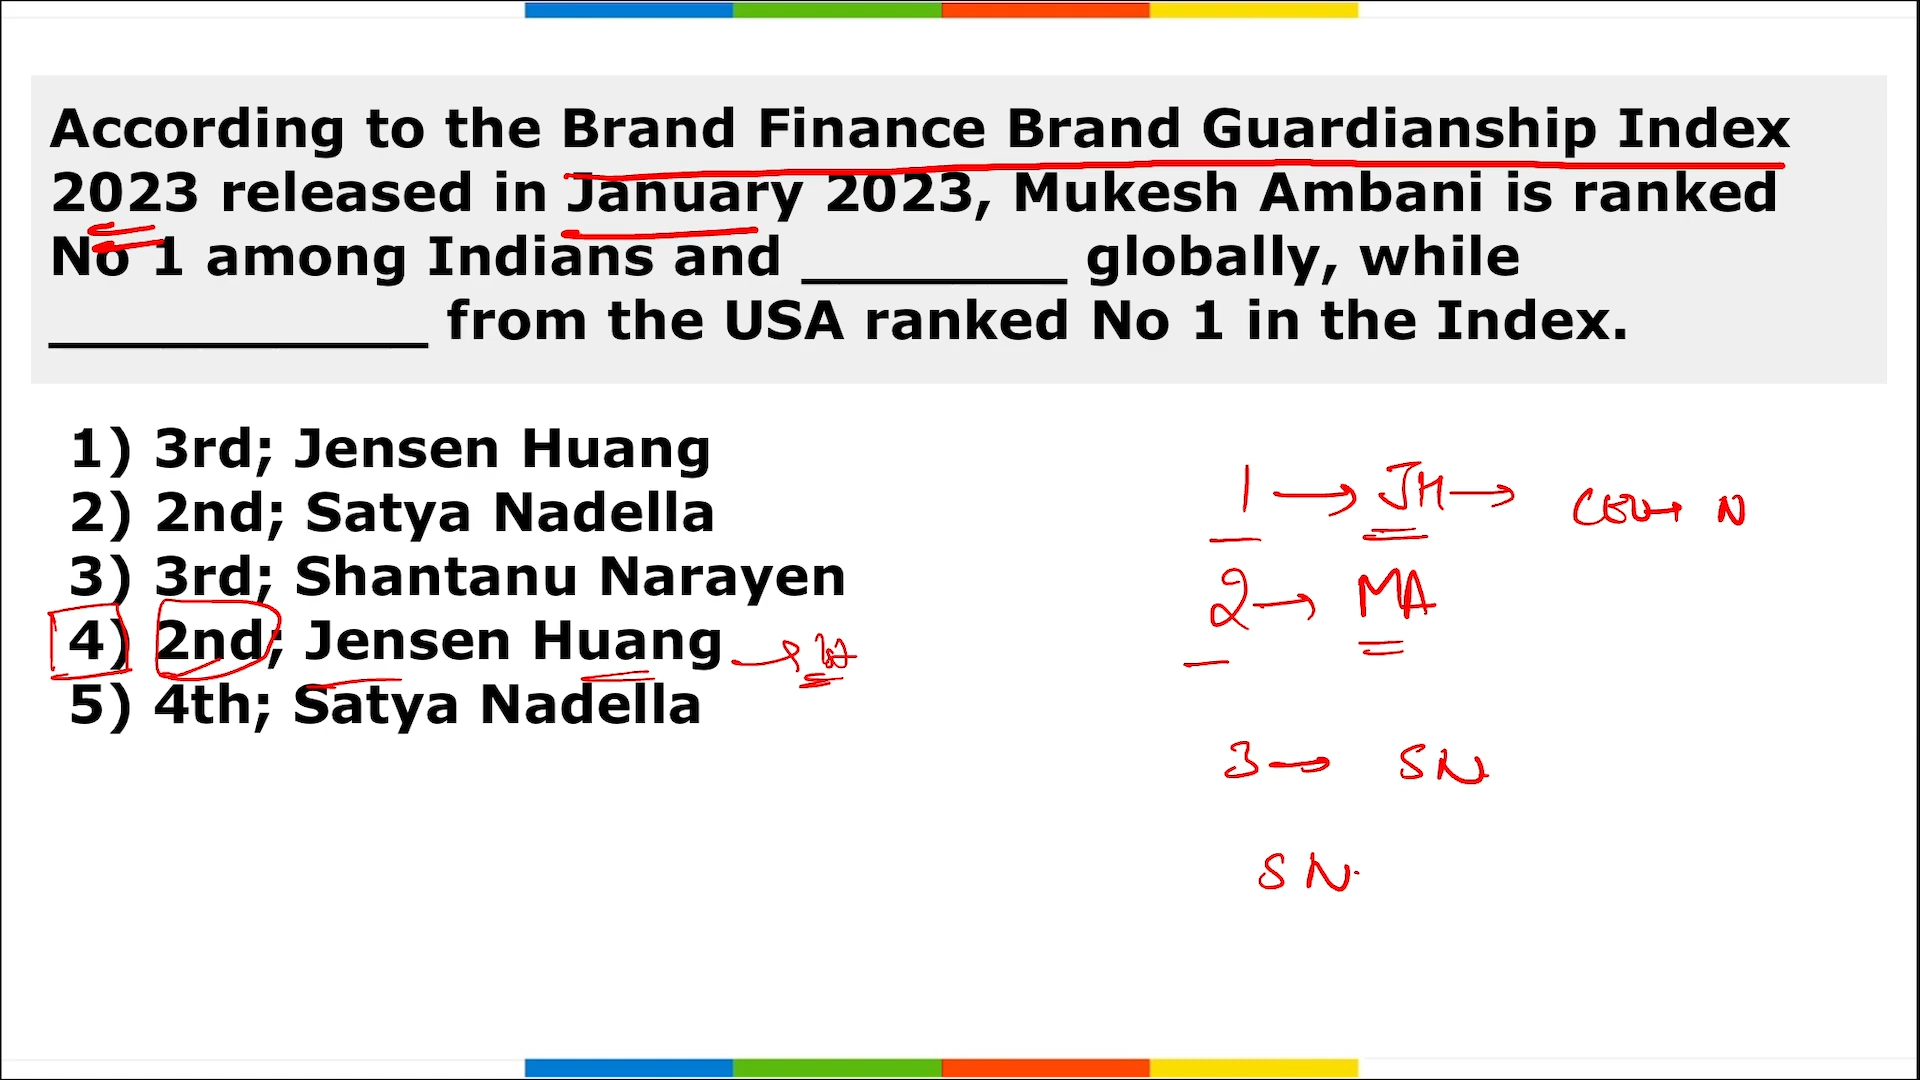 According to the Brand Finance Brand Guardianship Index
2023 released in January 2023, Mukesh Ambani is ranked
No 1 among Indians and ________ globally, while
____________ from the USA ranked No 1 in the Index.
1) 3rd; Jensen Huang
2) 2nd; Satya Nadella
3) 3rd; Shantanu Narayen
4) 2nd; Jensen Huang →
5) 4th; Satya Nadella
1 → JH → CEO → N
2 → MA
3 → SN
SN.